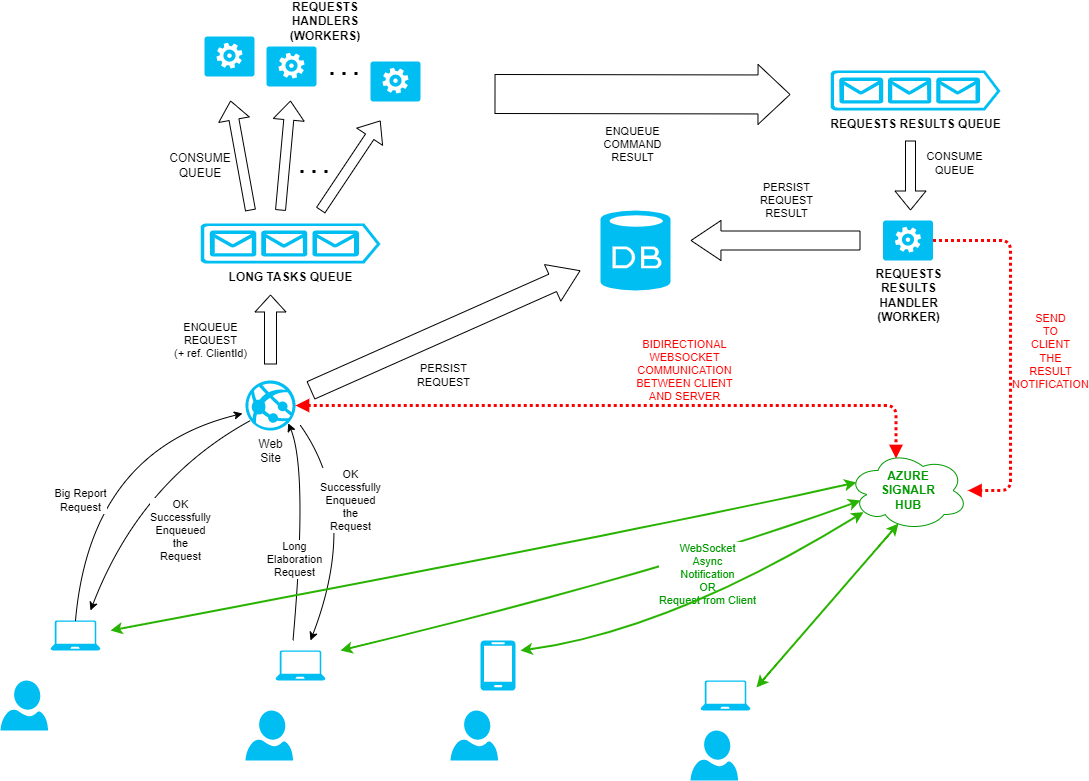 REQUESTS
HANDLERS
(WORKERS)
. . .
ENQUEUE
COMMAND
RESULT
REQUESTS RESULTS QUEUE
CONSUME
QUEUE
. . .
CONSUME
QUEUE
PERSIST
REQUEST
RESULT
DB
LONG TASKS QUEUE
REQUESTS
RESULTS
HANDLER
(WORKER)
ENQUEUE
REQUEST
(+ ref. ClientId)
PERSIST
REQUEST
BIDIRECTIONAL
WEBSOCKET
COMMUNICATION
BETWEEN CLIENT
AND SERVER
SEND
TO
CLIENT
THE
RESULT
NOTIFICATION
Web
Site
AZURE
SIGNALR
HUB
Big Report
Request
OK
Successfully
Enqueued
the
Request
OK
Successfully
Enqueued
the
Request
Long
Elaboration
Request
WebSocket
Async
Notification
OR
Request from Client